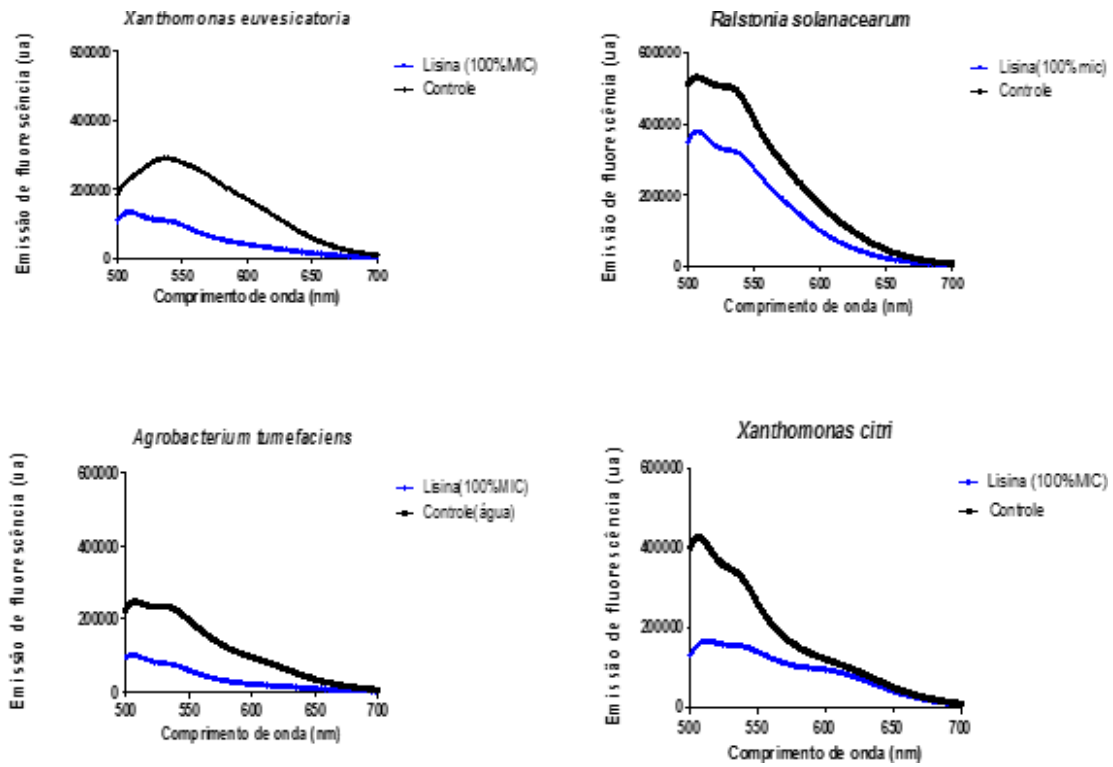 Xanthomonas euvesicatoria
Emissão de fluorescência (ua)
600000
400000
200000
0
500 550 600 650 700
Comprimento de onda (nm)
Lisina (100%MIC)
Controle
Ralstonia solanacearum
Emissão de fluorescência (ua)
600000
400000
200000
0
500 550 600 650 700
Comprimento de onda (nm)
Lisina(100%mic)
Controle
Agrobacterium tumefaciens
Emissão de fluorescência (ua)
600000
400000
200000
0
500 550 600 650 700
Comprimento de onda (nm)
Lisina(100%MIC)
Controle(água)
Xanthomonas citri
Emissão de fluorescência (ua)
600000
400000
200000
0
500 550 600 650 700
Comprimento de onda (nm)
Lisina (100%MIC)
Controle